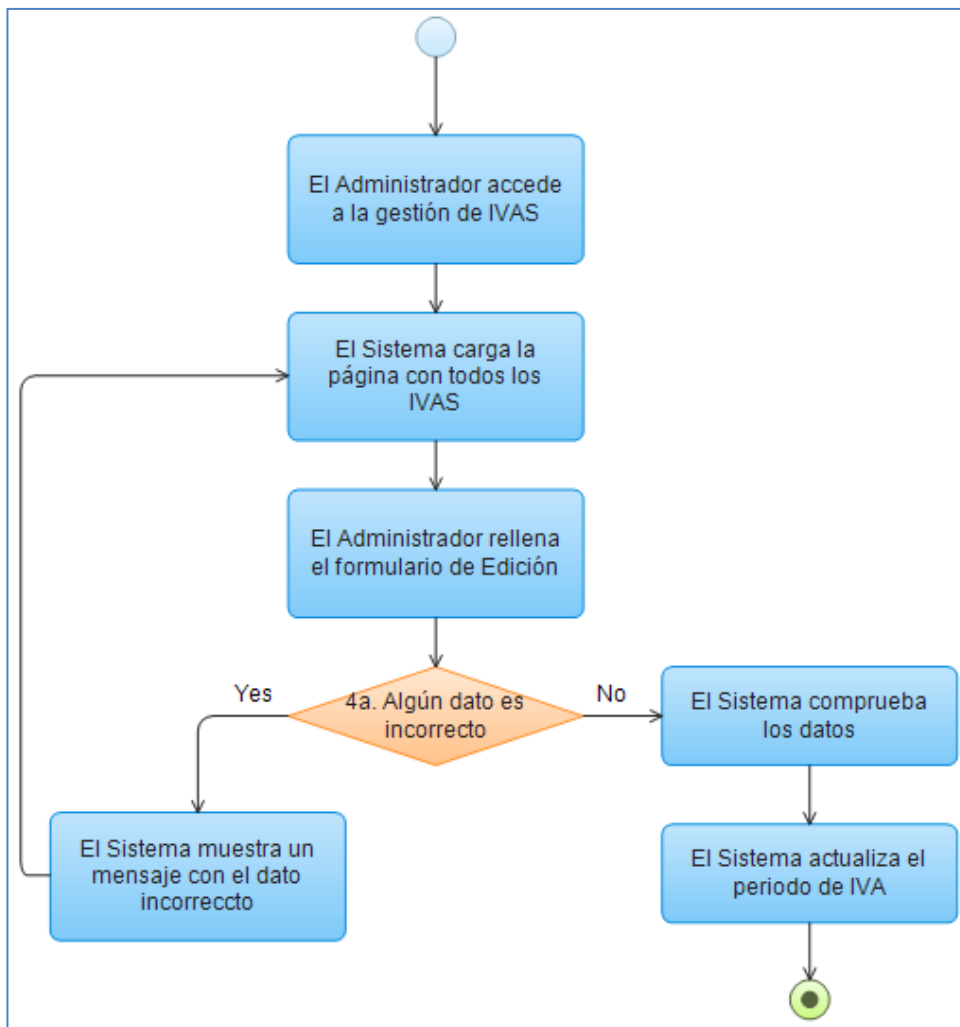 El Administrador accede
a la gestión de IVAS
El Sistema carga la
página con todos los
IVAS
El Administrador rellena
el formulario de Edición
Yes
4a. Algún dato es
incorrecto
No
El Sistema comprueba
los datos
El Sistema muestra un
mensaje con el dato
incorreccto
El Sistema actualiza el
periodo de IVA